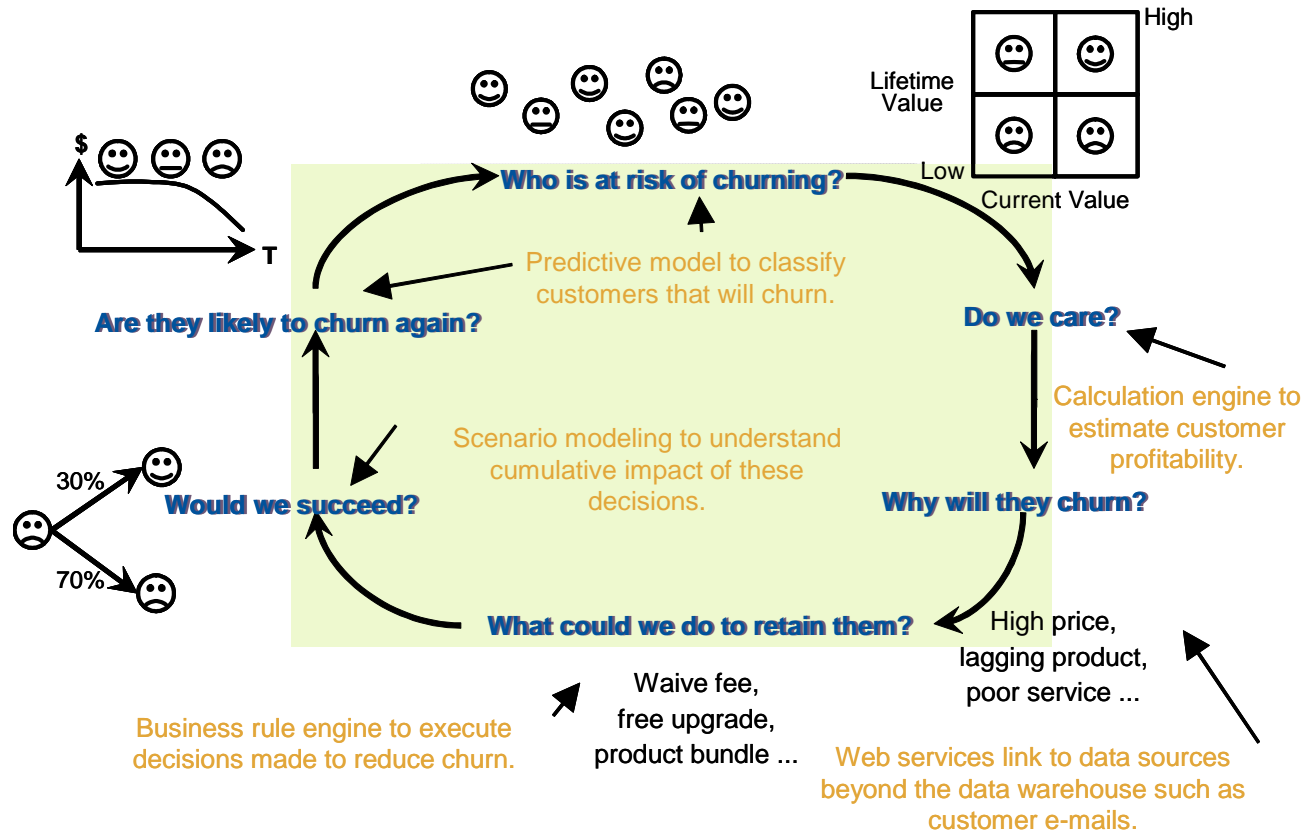 High
Lifetime
Value
Low
Current Value
$
T
Who is at risk of churning?
Predictive model to classify
customers that will churn.
Are they likely to churn again?
Do we care?
Calculation engine to
estimate customer
profitability.
Scenario modeling to understand
cumulative impact of these
decisions.
30%
70%
Would we succeed?
Why will they churn?
What could we do to retain them?
High price,
lagging product,
poor service ...
Waive fee,
free upgrade,
product bundle ...
Business rule engine to execute
decisions made to reduce churn.
Web services link to data sources
beyond the data warehouse such as
customer e-mails.